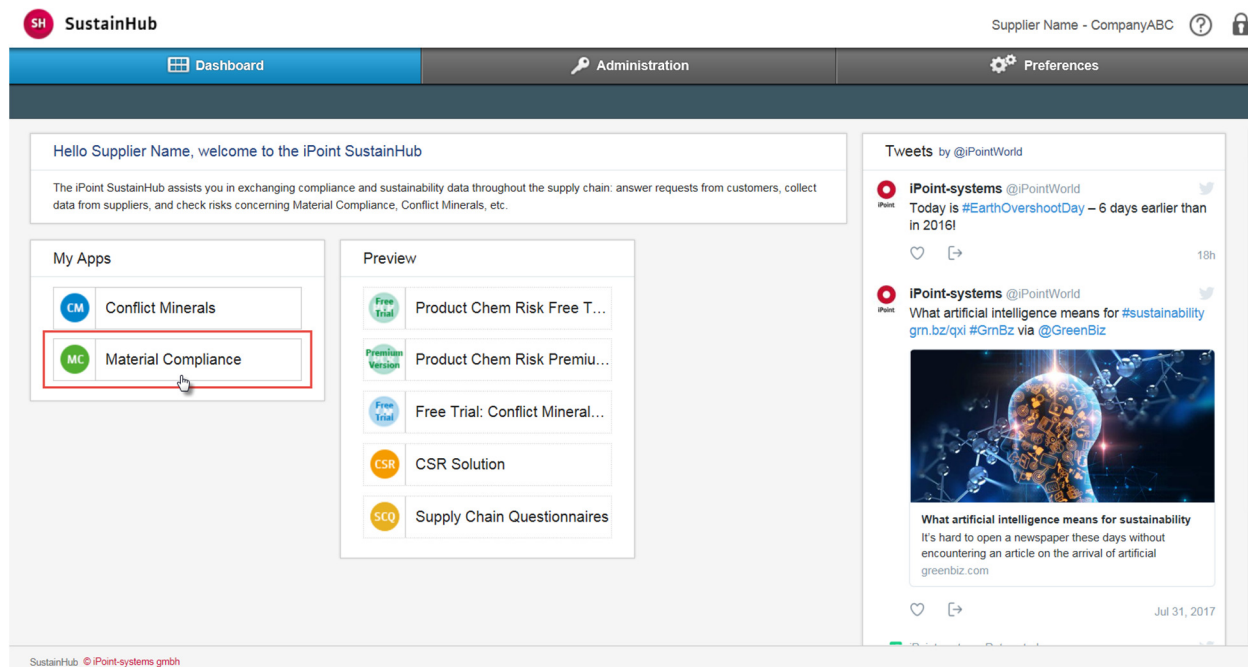 SH SustainHub
Supplier Name - CompanyABC ?
Dashboard
Administration
Preferences
Hello Supplier Name, welcome to the iPoint SustainHub
The iPoint SustainHub assists you in exchanging compliance and sustainability data throughout the supply chain: answer requests from customers, collect
data from suppliers, and check risks concerning Material Compliance, Conflict Minerals, etc.
My Apps
CM Conflict Minerals
MC Material Compliance
Preview
Free Trial Product Chem Risk Free T...
Premium Version Product Chem Risk Premiu...
Free Trial Free Trial: Conflict Mineral...
CSR CSR Solution
SCQ Supply Chain Questionnaires
Tweets by @iPointWorld
iPoint
iPoint-systems @iPointWorld
Today is #EarthOvershootDay – 6 days earlier than
in 2016!
18h
iPoint
iPoint-systems @iPointWorld
What artificial intelligence means for #sustainability
grn.bz/qxi #GrnBz via @GreenBiz
What artificial intelligence means for sustainability
It's hard to open a newspaper these days without
encountering an article on the arrival of artificial
greenbiz.com
Jul 31, 2017
SustainHub © iPoint-systems gmbh